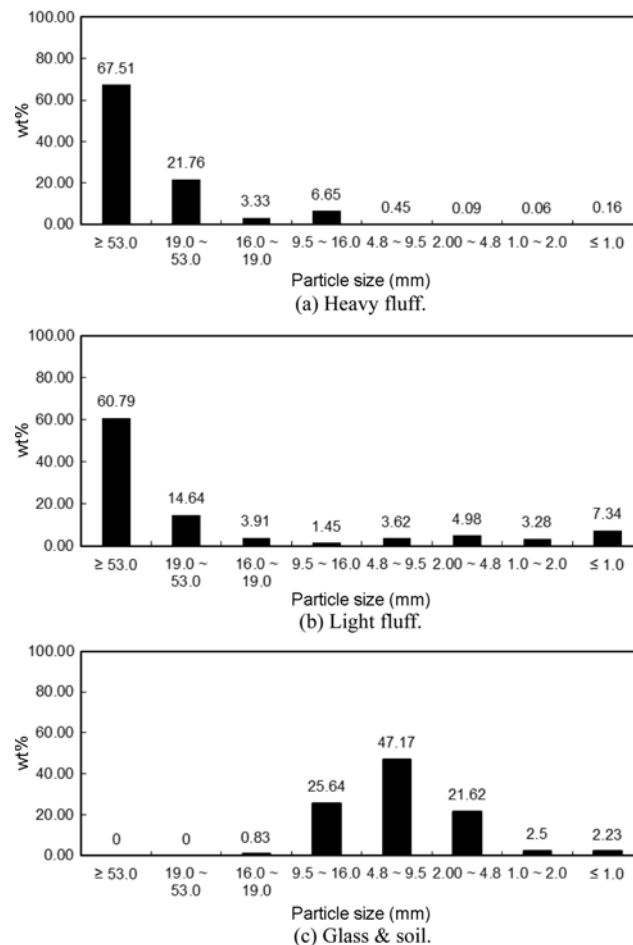 100.00
80.00
60.00
40.00
20.00
0.00
wt%
67.51
21.76
3.33
6.65
0.45
0.09
0.06
0.16
≥ 53.0
19.0 ~
53.0
16.0 ~
19.0
9.5 ~ 16.0
4.8 ~ 9.5
2.00 ~ 4.8
1.0 ~ 2.0
≤ 1.0
Particle size (mm)
(a) Heavy fluff.
100.00
80.00
60.00
40.00
20.00
0.00
wt%
60.79
14.64
3.91
1.45
3.62
4.98
3.28
7.34
≥ 53.0
19.0 ~
53.0
16.0 ~
19.0
9.5 ~ 16.0
4.8 ~ 9.5
2.00 ~ 4.8
1.0 ~ 2.0
≤ 1.0
Particle size (mm)
(b) Light fluff.
100.00
80.00
60.00
40.00
20.00
0.00
wt%
0
0
0.83
25.64
47.17
21.62
2.5
2.23
≥ 53.0
19.0 ~
53.0
16.0 ~
19.0
9.5 ~ 16.0
4.8 ~ 9.5
2.00 ~ 4.8
1.0 ~ 2.0
≤ 1.0
Particle size (mm)
(c) Glass & soil.